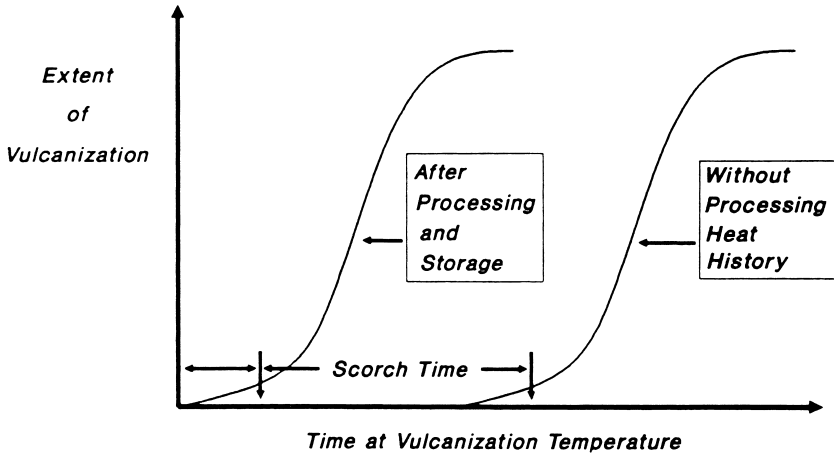 Extent
of
Vulcanization
After
Processing
and
Storage
Without
Processing
Heat
History
Scorch Time
Time at Vulcanization Temperature